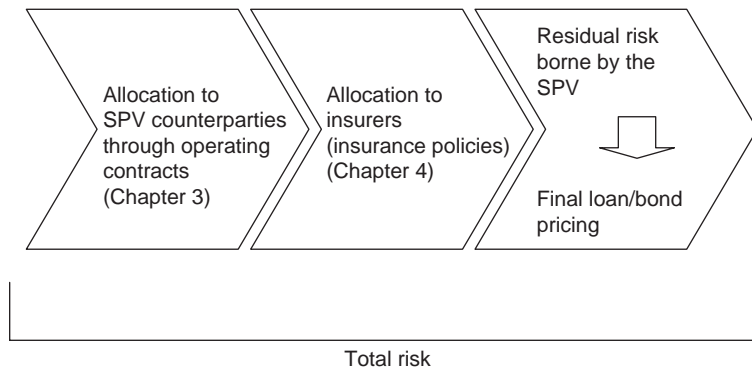 Allocation to
SPV counterparties
through operating
contracts
(Chapter 3)
Allocation to
insurers
(insurance policies)
(Chapter 4)
Residual risk
borne by the
SPV
Final loan/bond
pricing
Total risk